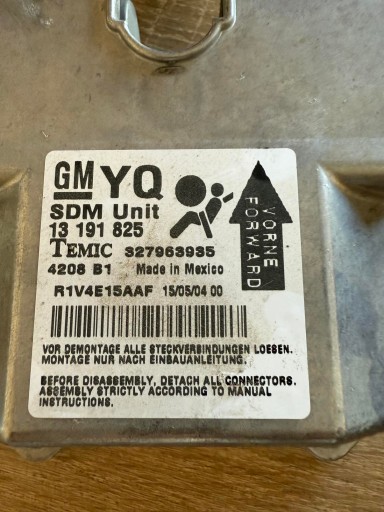 GM YQ
SDM Unit
13 191 825
TEMIC 327963935
4208 B1 Made in Mexico
R1V4E15AAF 15/05/04 00
VORNE
FORWARD
VOR DEMONTAGE ALLE STECKVERBINDUNGEN LOESEN.
MONTAGE NUR NACH EINBAUANLEITUNG.
BEFORE DISASSEMBLY, DETACH ALL CONNECTORS.
ASSEMBLY STRICTLY ACCORDING TO MANUAL
INSTRUCTIONS.